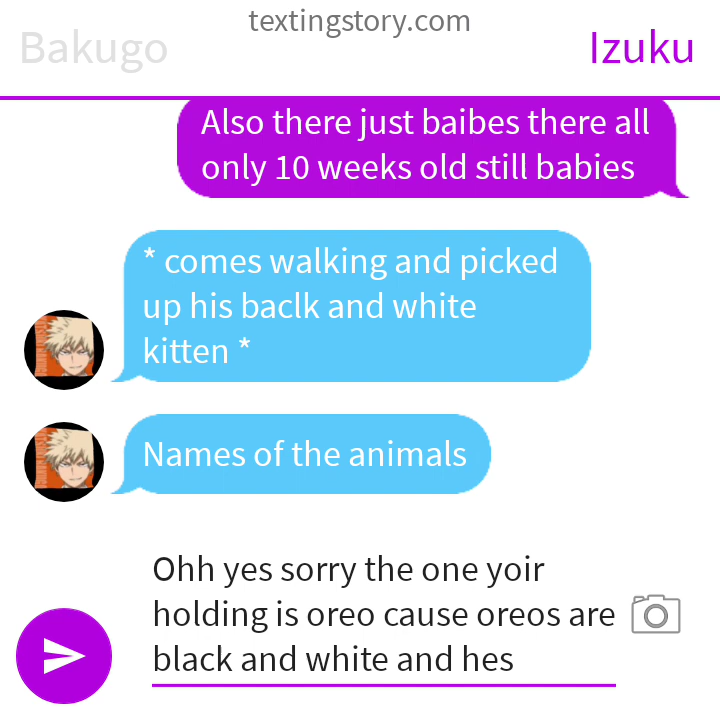 textingstory.com
Bakugo
Izuku
Also there just baibes there all
only 10 weeks old still babies
* comes walking and picked
up his baclk and white
kitten *
Names of the animals
Ohh yes sorry the one yoir
holding is oreo cause oreos are
black and white and hes